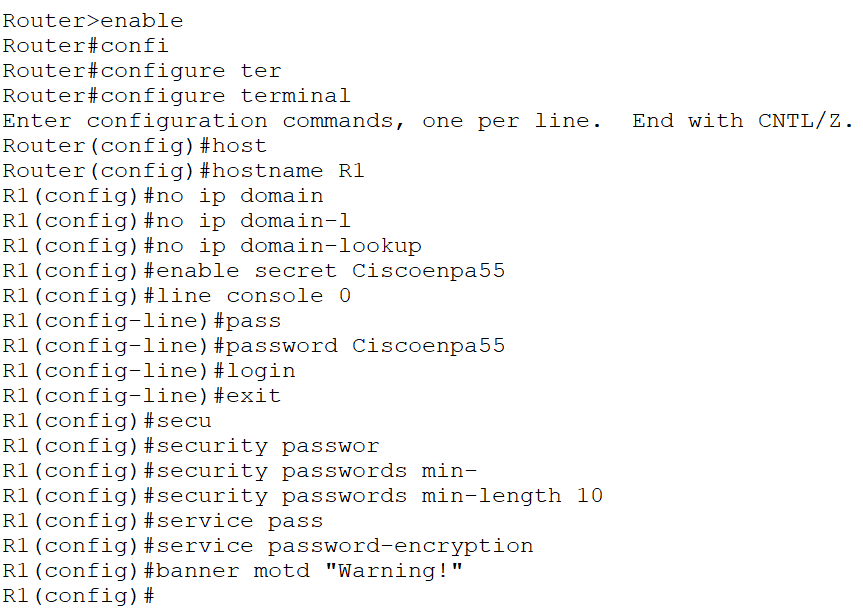 Router>enable
Router#confi
Router#configure ter
Router#configure terminal
Enter configuration commands, one per line.  End with CNTL/Z.
Router(config)#host
Router(config)#hostname R1
R1(config)#no ip domain
R1(config)#no ip domain-l
R1(config)#no ip domain-lookup
R1(config)#enable secret Ciscoenpa55
R1(config)#line console 0
R1(config-line)#pass
R1(config-line)#password Ciscoenpa55
R1(config-line)#login
R1(config-line)#exit
R1(config)#secu
R1(config)#security passwor
R1(config)#security passwords min-
R1(config)#security passwords min-length 10
R1(config)#service pass
R1(config)#service password-encryption
R1(config)#banner motd "Warning!"
R1(config)#